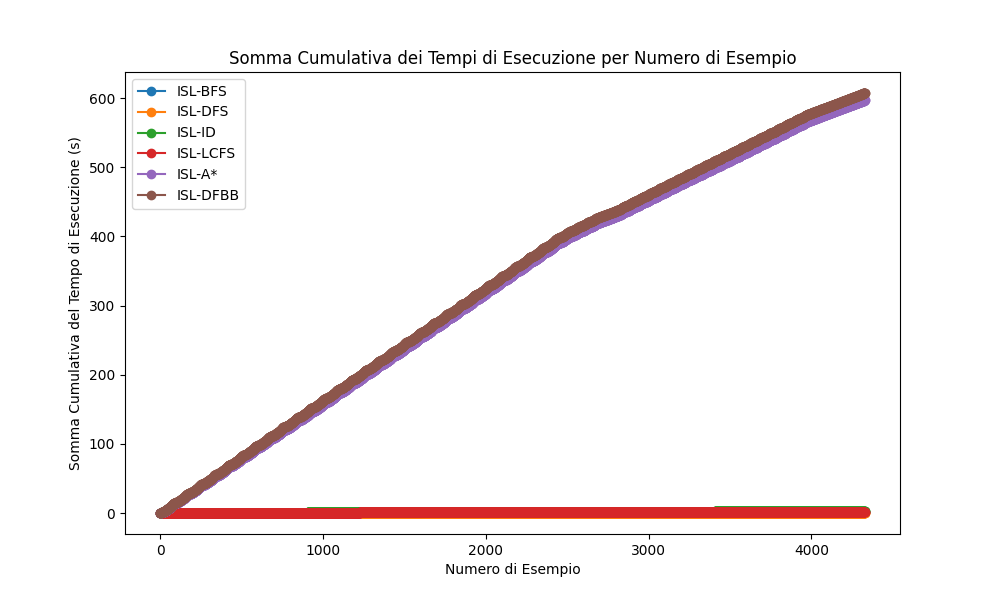 Somma Cumulativa dei Tempi di Esecuzione per Numero di Esempio
Somma Cumulativa del Tempo di Esecuzione (s)
600
500
400
300
200
100
0
ISL-BFS
ISL-DFS
ISL-ID
ISL-LCFS
ISL-A*
ISL-DFBB
0 1000 2000 3000 4000
Numero di Esempio